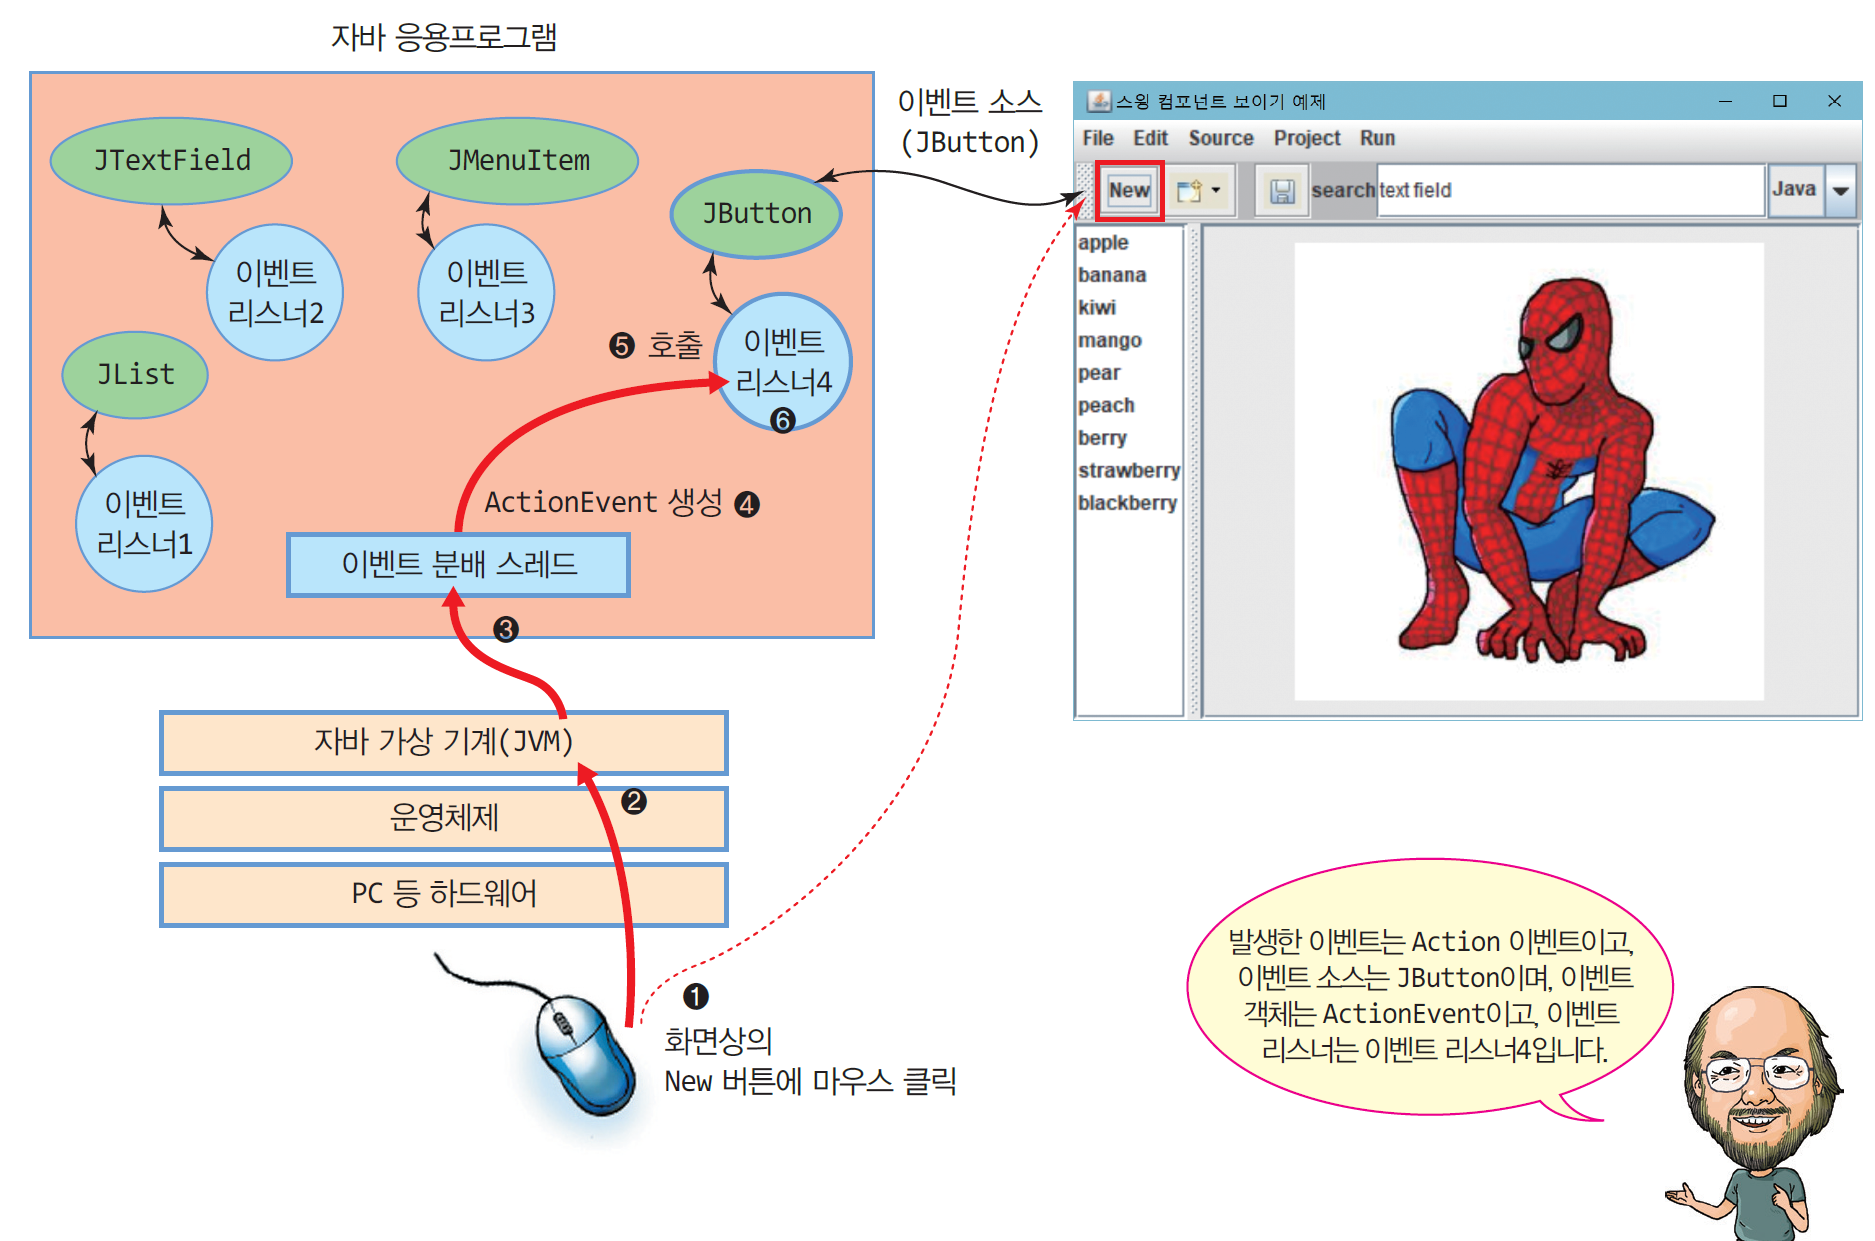 자바 응용프로그램
JTextField
이벤트
리스너2
JMenuItem
이벤트
리스너3
JButton
이벤트
리스너4
❻
❺ 호출
JList
이벤트
리스너1
ActionEvent 생성 ❹
이벤트 분배 스레드
❸
자바 가상 기계(JVM)
❷
운영체제
PC 등 하드웨어
❶
화면상의
New 버튼에 마우스 클릭
이벤트 소스
(JButton)
스윙 컴포넌트 보이기 예제
File Edit Source Project Run
New search text field Java
apple
banana
kiwi
mango
pear
peach
berry
strawberry
blackberry
발생한 이벤트는 Action 이벤트이고,
이벤트 소스는 JButton이며, 이벤트
객체는 ActionEvent이고, 이벤트
리스너는 이벤트 리스너4입니다.